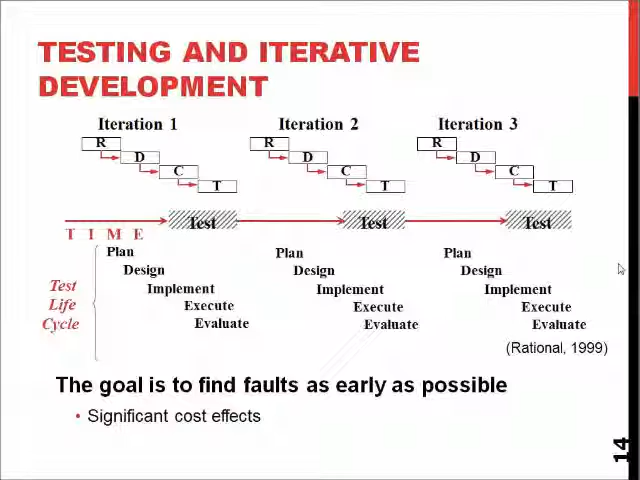 TESTING AND ITERATIVE
DEVELOPMENT
Iteration 1 Iteration 2 Iteration 3
R R R
D D D
C C C
T T T
Test Test Test
T I M E
Plan Plan Plan
Design Design Design
Test
Implement Implement Implement
Life
Execute Execute Execute
Cycle
Evaluate Evaluate Evaluate
(Rational, 1999)
The goal is to find faults as early as possible
• Significant cost effects
14